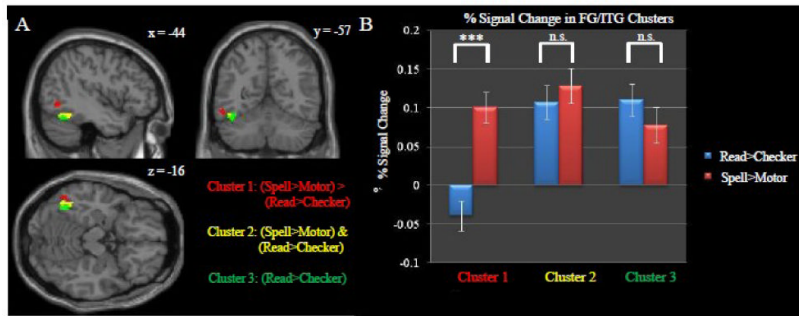 A
x = -44
y = -57
z = -16
Cluster 1: (Spell>Motor) >
(Read>Checker)
Cluster 2: (Spell>Motor) &
(Read>Checker)
Cluster 3: (Read>Checker)
B
% Signal Change in FG/ITG Clusters
***
n.s.
n.s.
0.2
0.15
0.1
0.05
0
-0.05
-0.1
% Signal Change
Read>Checker
Spell>Motor
Cluster 1
Cluster 2
Cluster 3